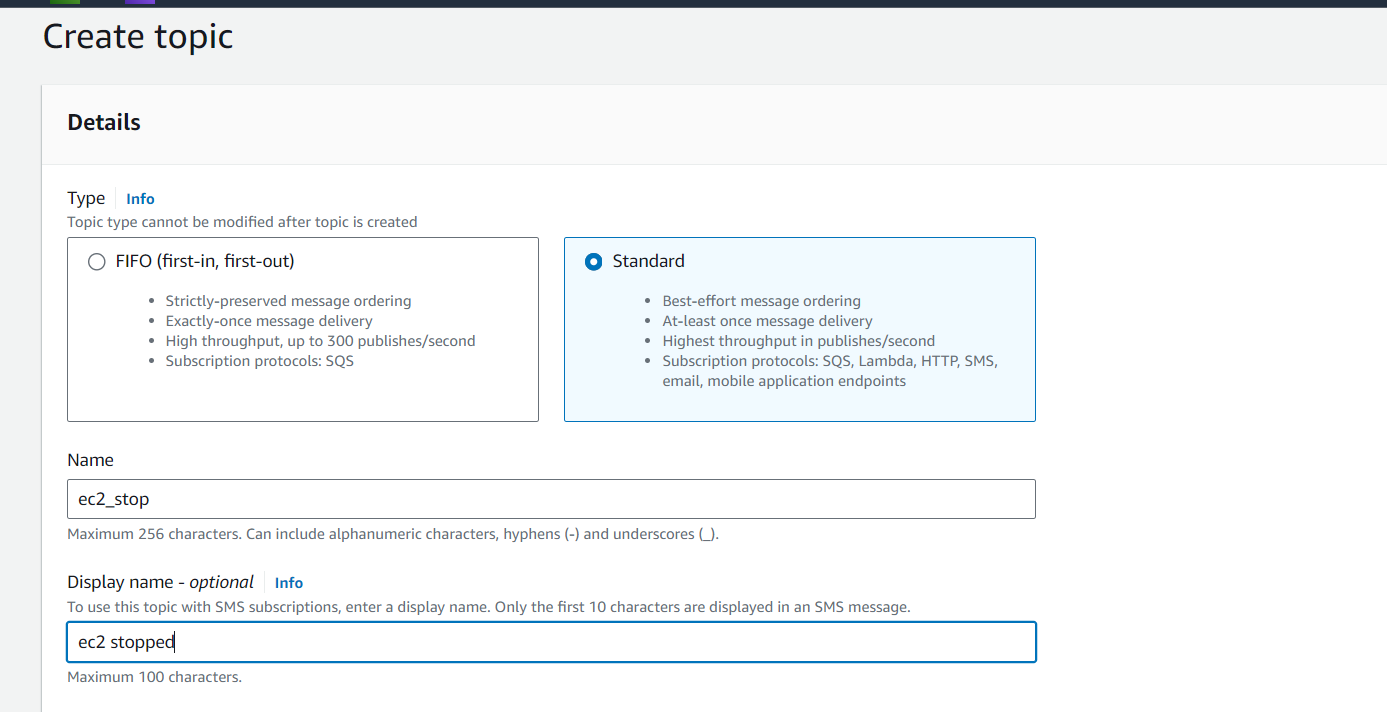 Create topic
Details
Type Info
Topic type cannot be modified after topic is created
FIFO (first-in, first-out)
• Strictly-preserved message ordering
• Exactly-once message delivery
• High throughput, up to 300 publishes/second
• Subscription protocols: SQS
Standard
• Best-effort message ordering
• At-least once message delivery
• Highest throughput in publishes/second
• Subscription protocols: SQS, Lambda, HTTP, SMS,
email, mobile application endpoints
Name
ec2_stop
Maximum 256 characters. Can include alphanumeric characters, hyphens (-) and underscores (_).
Display name - optional Info
To use this topic with SMS subscriptions, enter a display name. Only the first 10 characters are displayed in an SMS message.
ec2 stopped
Maximum 100 characters.